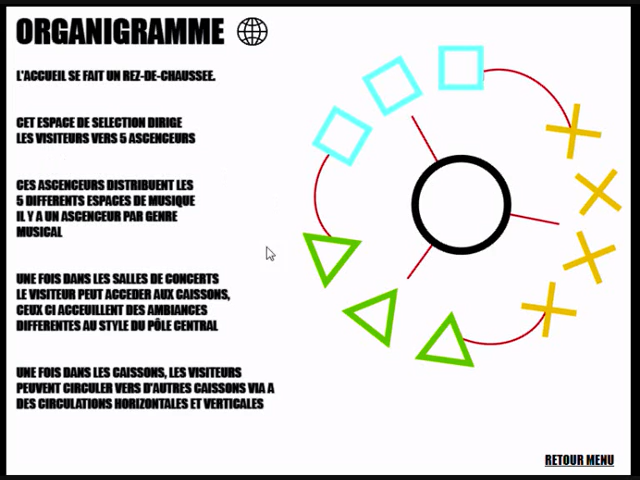 ORGANIGRAMME
L'ACCUEIL SE FAIT UN REZ-DE-CHAUSSEE.
CET ESPACE DE SELECTION DIRIGE
LES VISITEURS VERS 5 ASCENCEURS
CES ASCENCEURS DISTRIBUENT LES
5 DIFFERENTS ESPACES DE MUSIQUE
IL Y A UN ASCENCEUR PAR GENRE
MUSICAL
UNE FOIS DANS LES SALLES DE CONCERTS
LE VISITEUR PEUT ACCEDER AUX CAISSONS,
CEUX CI ACCEUILLENT DES AMBIANCES
DIFFERENTES AU STYLE DU PÔLE CENTRAL
UNE FOIS DANS LES CAISSONS, LES VISITEURS
PEUVENT CIRCULER VERS D'AUTRES CAISSONS VIA A
DES CIRCULATIONS HORIZONTALES ET VERTICALES
RETOUR MENU